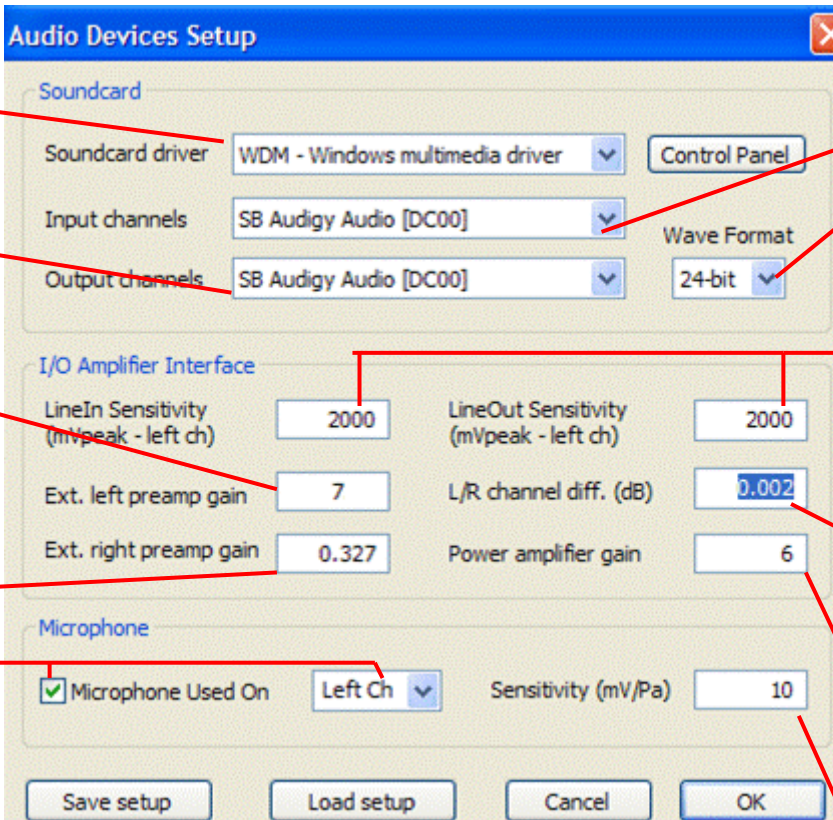 Audio Devices Setup
Soundcard
Soundcard driver WDM - Windows multimedia driver Control Panel
Input channels SB Audigy Audio [DC00]
Wave Format
Output channels SB Audigy Audio [DC00] 24-bit
I/O Amplifier Interface
LineIn Sensitivity 2000 LineOut Sensitivity 2000
(mVpeak - left ch) (mVpeak - left ch)
Ext. left preamp gain 7 L/R channel diff. (dB) 0.002
Ext. right preamp gain 0.327 Power amplifier gain 6
Microphone
Microphone Used On Left Ch Sensitivity (mV/Pa) 10
Save setup Load setup Cancel OK